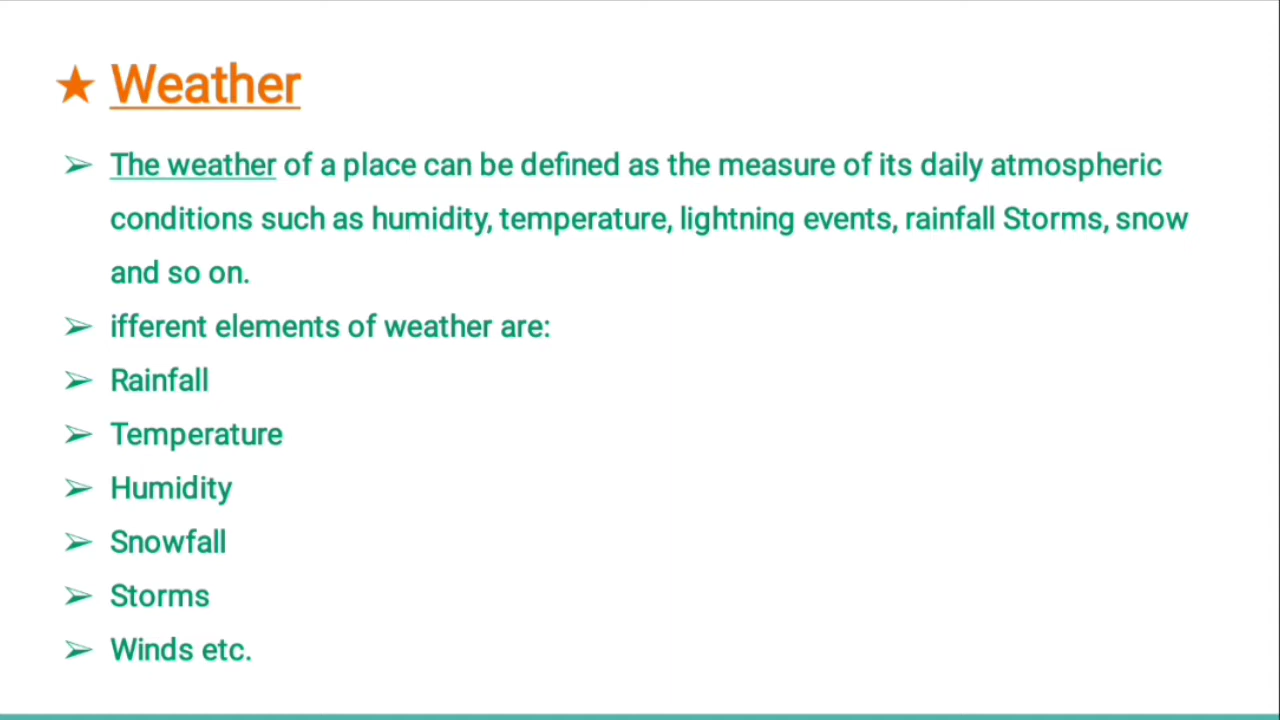 ★ Weather
➢ The weather of a place can be defined as the measure of its daily atmospheric
conditions such as humidity, temperature, lightning events, rainfall Storms, snow
and so on.
➢ ifferent elements of weather are:
➢ Rainfall
➢ Temperature
➢ Humidity
➢ Snowfall
➢ Storms
➢ Winds etc.